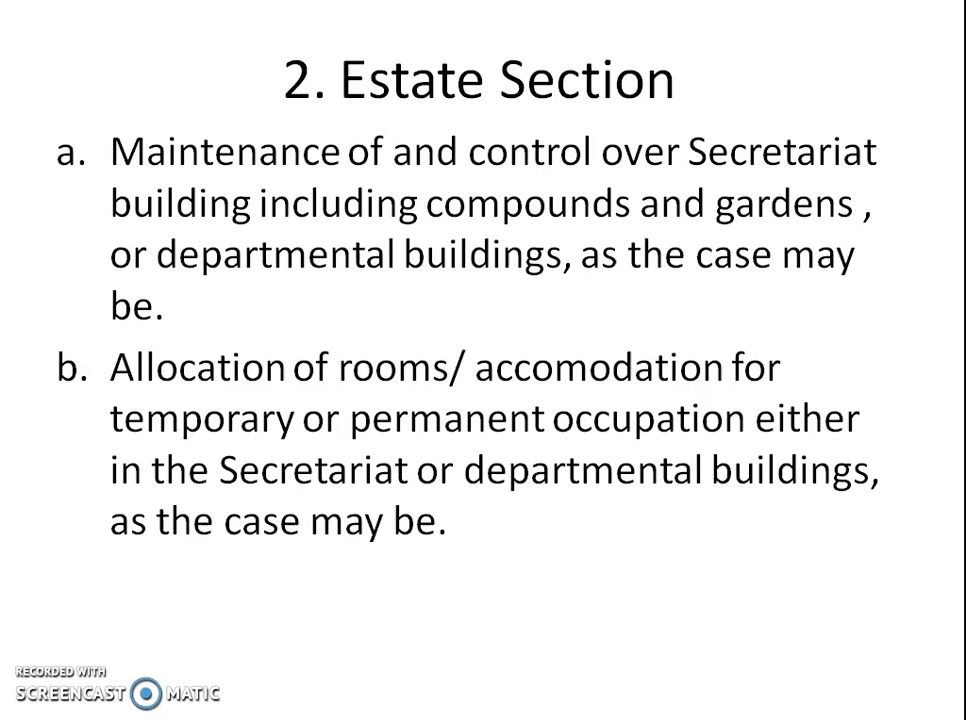 2. Estate Section
a. Maintenance of and control over Secretariat
building including compounds and gardens ,
or departmental buildings, as the case may
be.
b. Allocation of rooms/ accomodation for
temporary or permanent occupation either
in the Secretariat or departmental buildings,
as the case may be.
RECORDED WITH
SCREENCAST MATIC